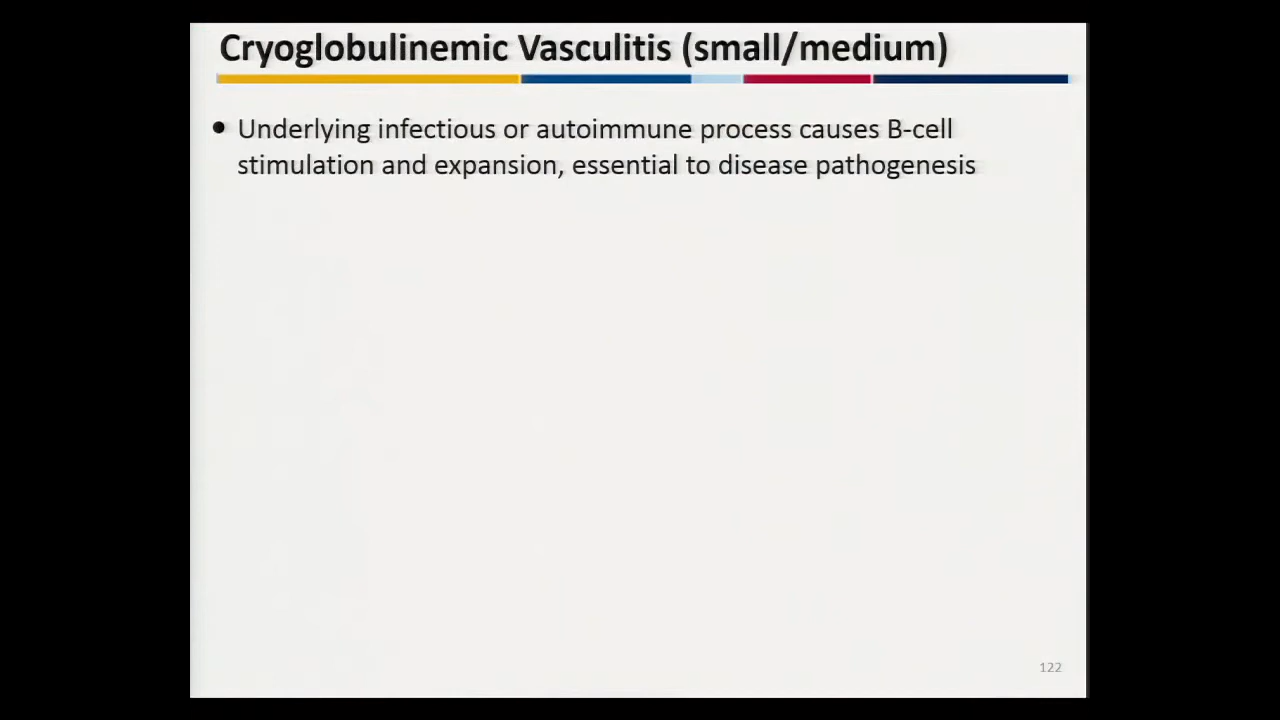 Cryoglobulinemic Vasculitis (small/medium)
• Underlying infectious or autoimmune process causes B-cell
stimulation and expansion, essential to disease pathogenesis
122